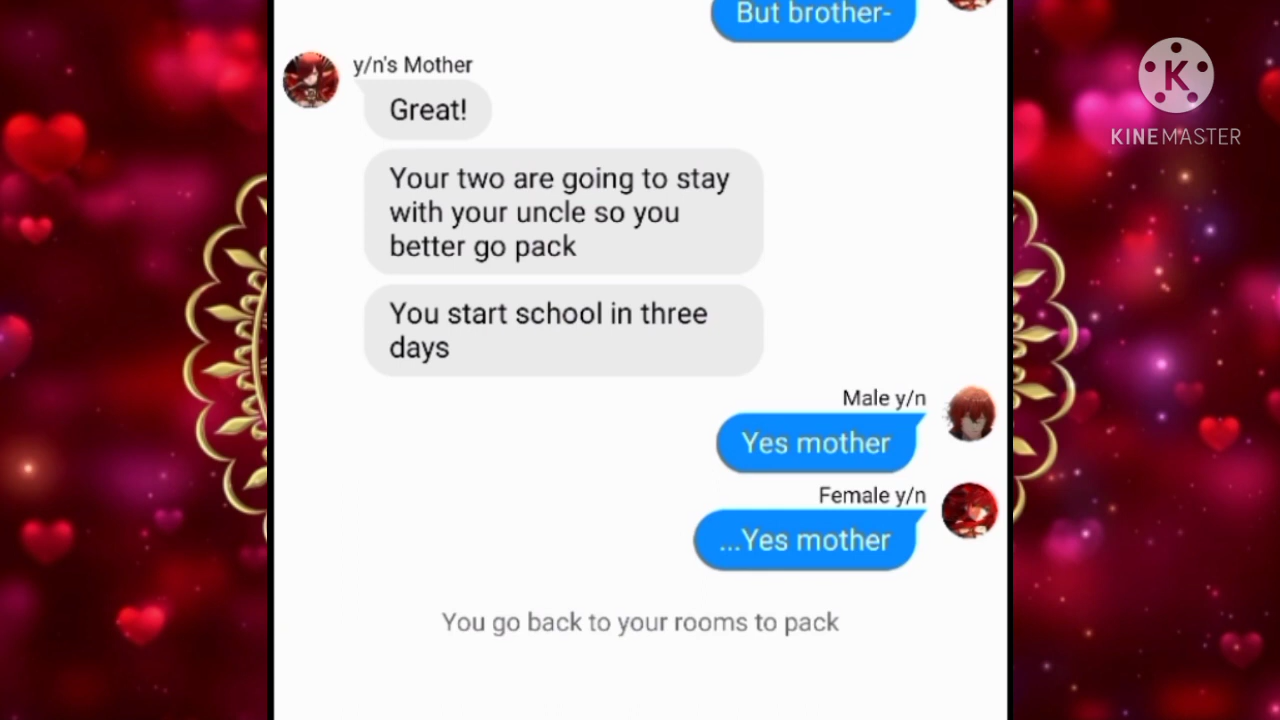 But brother-
y/n's Mother
Great!
Your two are going to stay
with your uncle so you
better go pack
You start school in three
days
Male y/n
Yes mother
Female y/n
...Yes mother
You go back to your rooms to pack
K
KINEMASTER